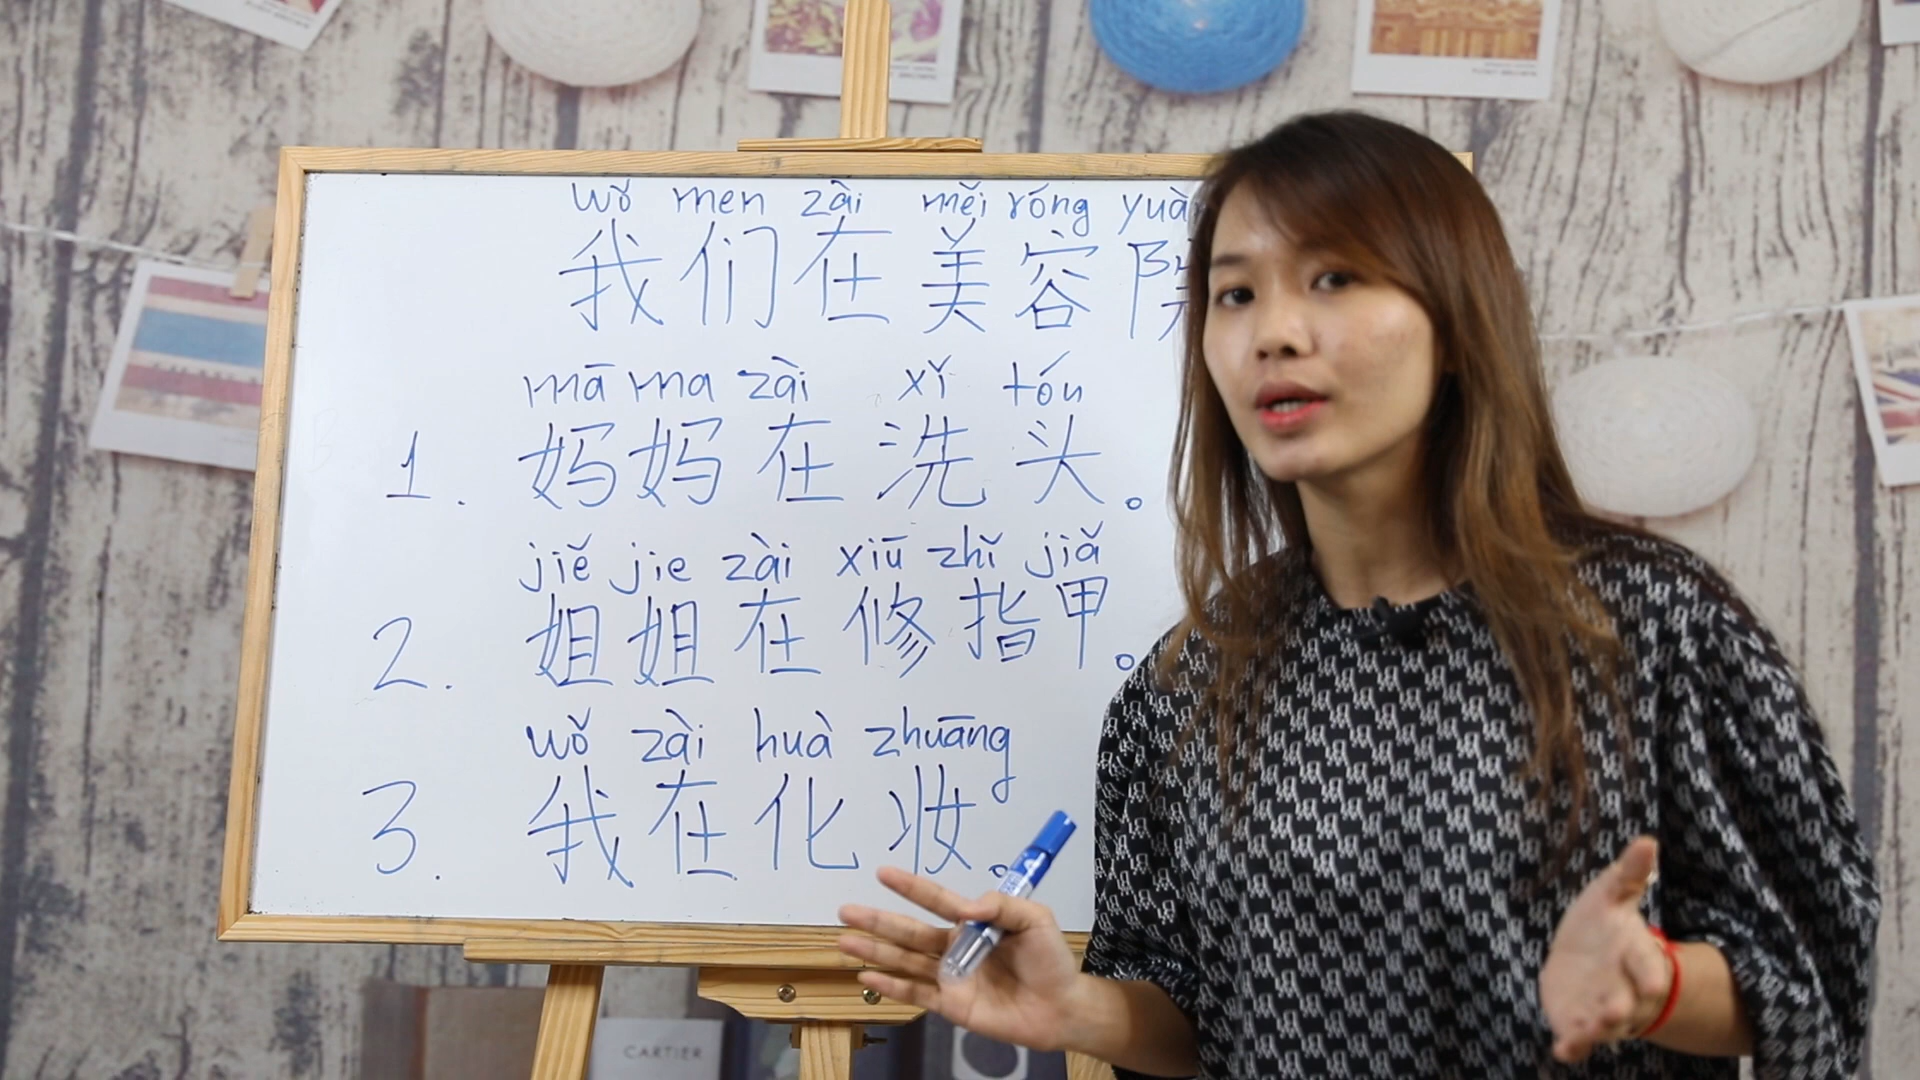 wǒ men zài měi róng yuà
我们在美容院
mā ma zài xǐ tóu
1. 妈妈在洗头。
jiě jie zài xiū zhǐ jiǎ
2. 姐姐在修指甲。
wǒ zài huà zhuāng
3. 我在化妆。
CARTIER